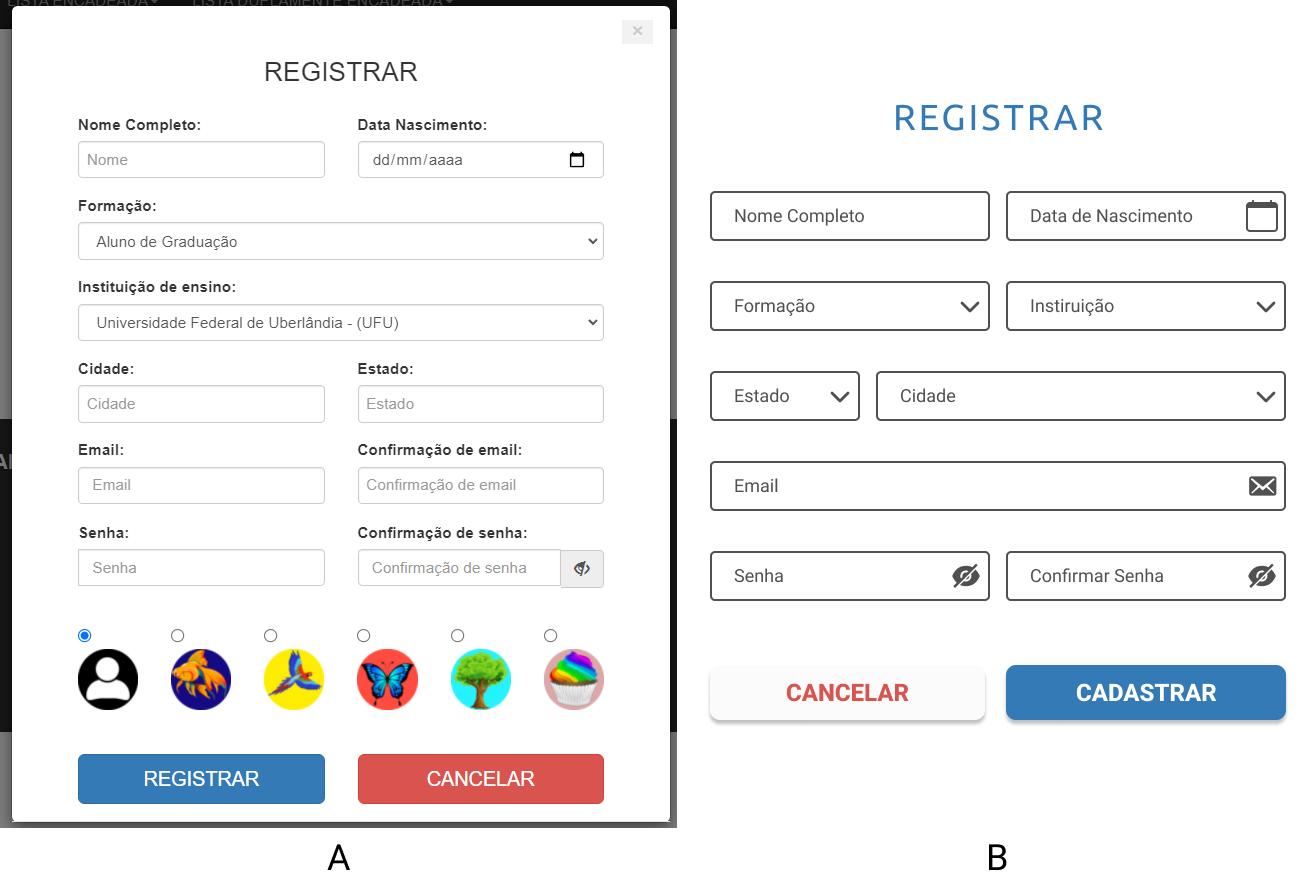 LISTA ENCADEADA LISTA DUPLAMENTE ENCADEADA
×
REGISTRAR
Nome Completo: Data Nascimento:
Nome dd/mm/aaaa
Formação:
Aluno de Graduação
Instituição de ensino:
Universidade Federal de Uberlândia - (UFU)
Cidade: Estado:
Cidade Estado
Email: Confirmação de email:
Email Confirmação de email
Senha: Confirmação de senha:
Senha Confirmação de senha
REGISTRAR CANCELAR
A
REGISTRAR
Nome Completo Data de Nascimento
Formação Instiruição
Estado Cidade
Email
Senha Confirmar Senha
CANCELAR CADASTRAR
B